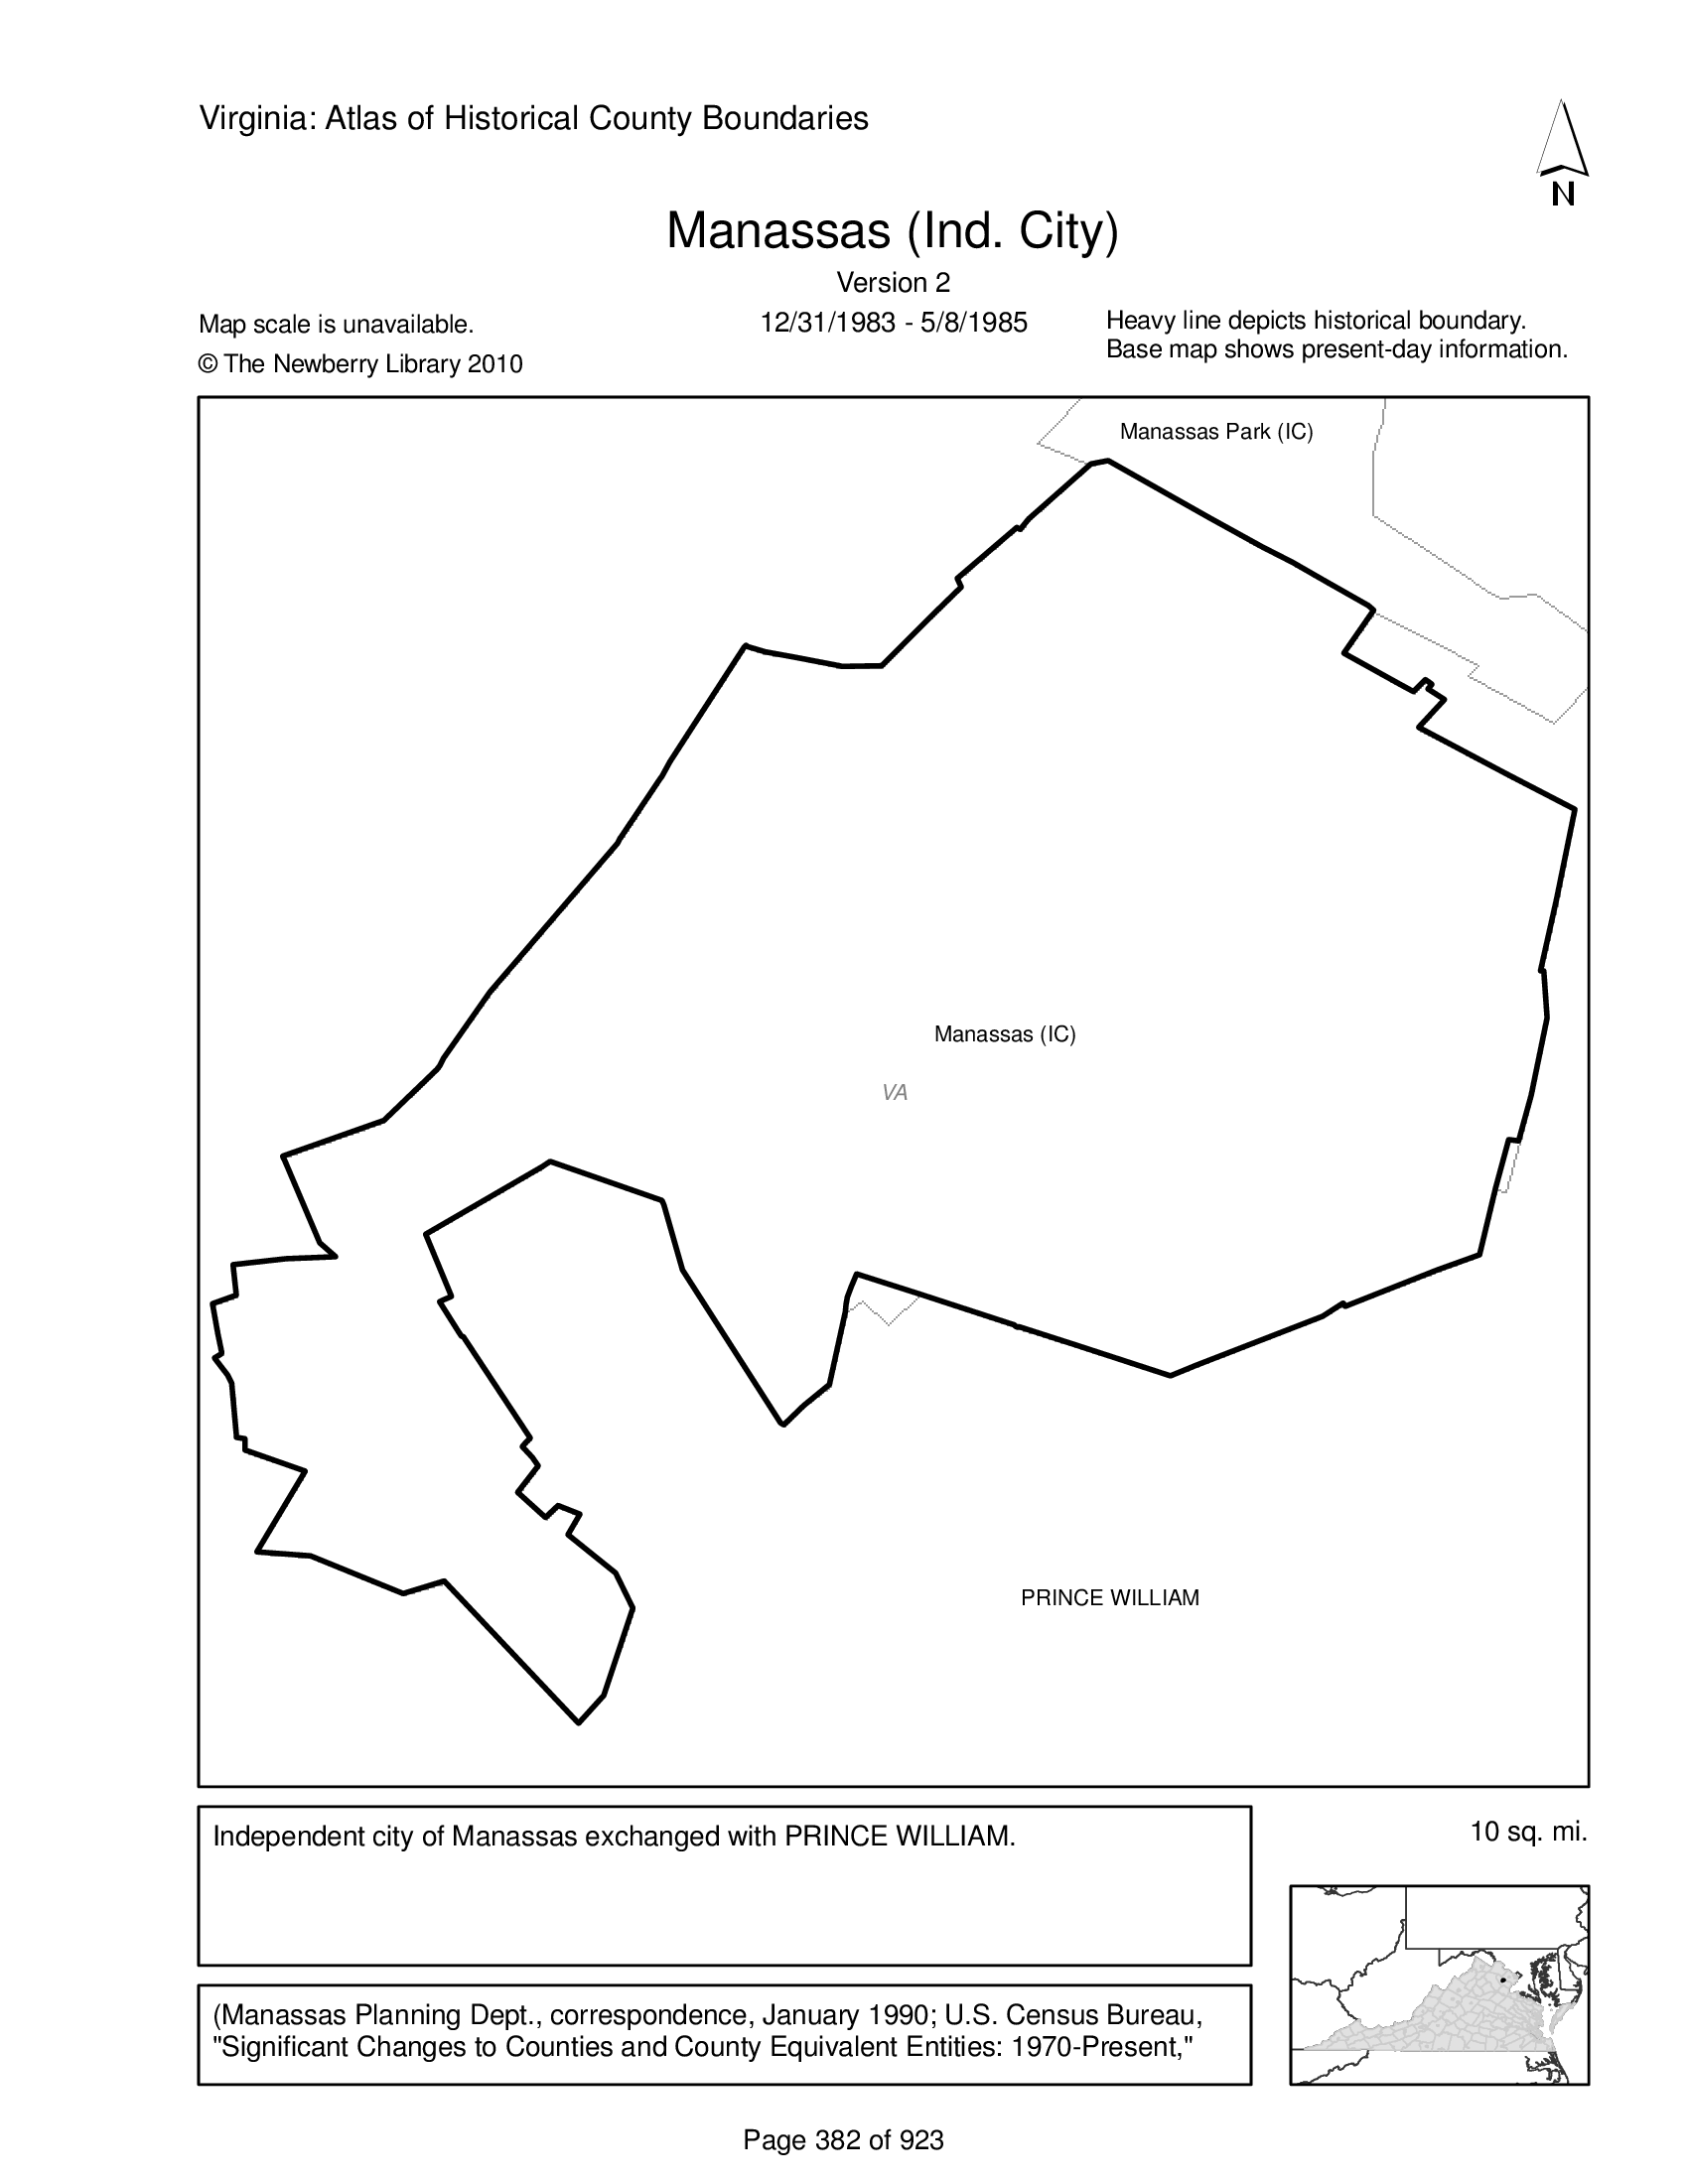 Virginia: Atlas of Historical County Boundaries
N
Manassas (Ind. City)
Version 2
12/31/1983 - 5/8/1985
Map scale is unavailable.
© The Newberry Library 2010
Heavy line depicts historical boundary.
Base map shows present-day information.
Manassas Park (IC)
Manassas (IC)
VA
PRINCE WILLIAM
Independent city of Manassas exchanged with PRINCE WILLIAM.
10 sq. mi.
(Manassas Planning Dept., correspondence, January 1990; U.S. Census Bureau,
"Significant Changes to Counties and County Equivalent Entities: 1970-Present,"
Page 382 of 923